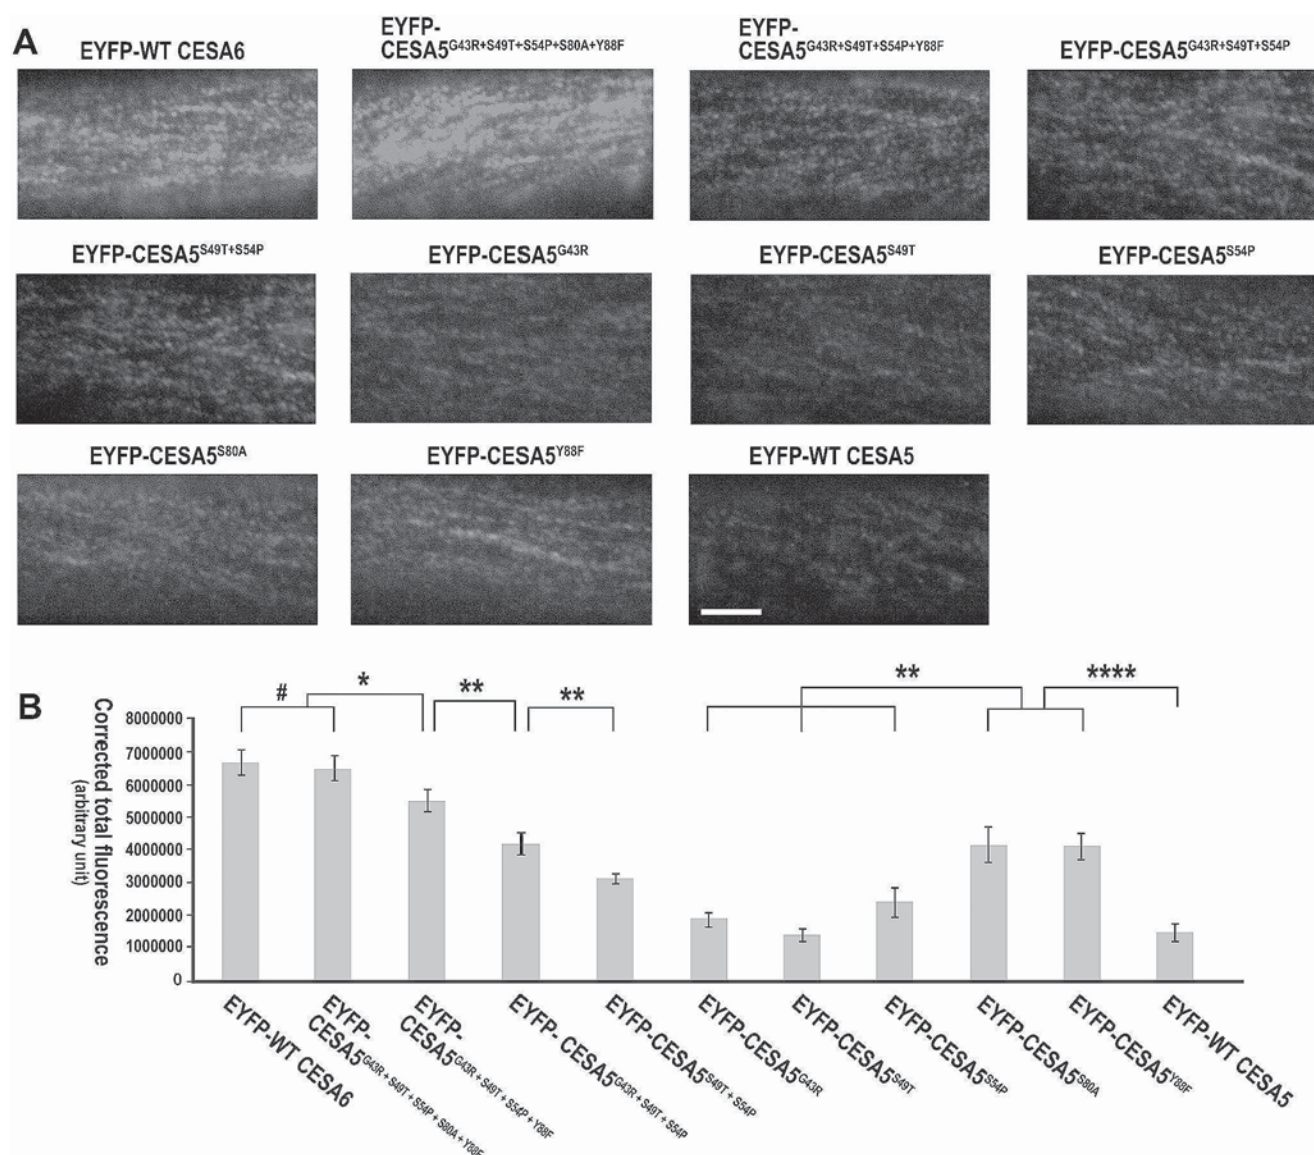 A
EYFP-WT CESA6
EYFP-
CESA5G43R+S49T+S54P+S80A+Y88F
EYFP-
CESA5G43R+S49T+S54P+Y88F
EYFP-CESA5G43R+S49T+S54P
EYFP-CESA5S49T+S54P
EYFP-CESA5G43R
EYFP-CESA5S49T
EYFP-CESA5S54P
EYFP-CESA5S80A
EYFP-CESA5Y88F
EYFP-WT CESA5
B
Corrected total fluorescence
(arbitrary unit)
8000000
7000000
6000000
5000000
4000000
3000000
2000000
1000000
0
#
*
**
**
**
****
EYFP-WT CESA6
EYFP-
CESA5G43R + S49T + S54P + S80A + Y88F
EYFP-
CESA5G43R + S49T + S54P + Y88F
EYFP- CESA5G43R + S49T + S54P
EYFP-CESA5S49T + S54P
EYFP-CESA5G43R
EYFP-CESA5S49T
EYFP-CESA5S54P
EYFP-CESA5S80A
EYFP-CESA5Y88F
EYFP-WT CESA5